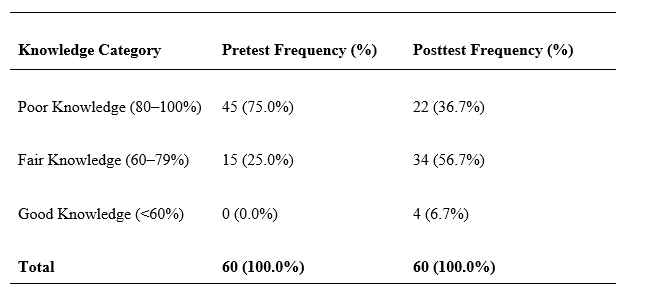 Knowledge Category Pretest Frequency (%) Posttest Frequency (%)
Poor Knowledge (80–100%) 45 (75.0%) 22 (36.7%)
Fair Knowledge (60–79%) 15 (25.0%) 34 (56.7%)
Good Knowledge (<60%) 0 (0.0%) 4 (6.7%)
Total 60 (100.0%) 60 (100.0%)